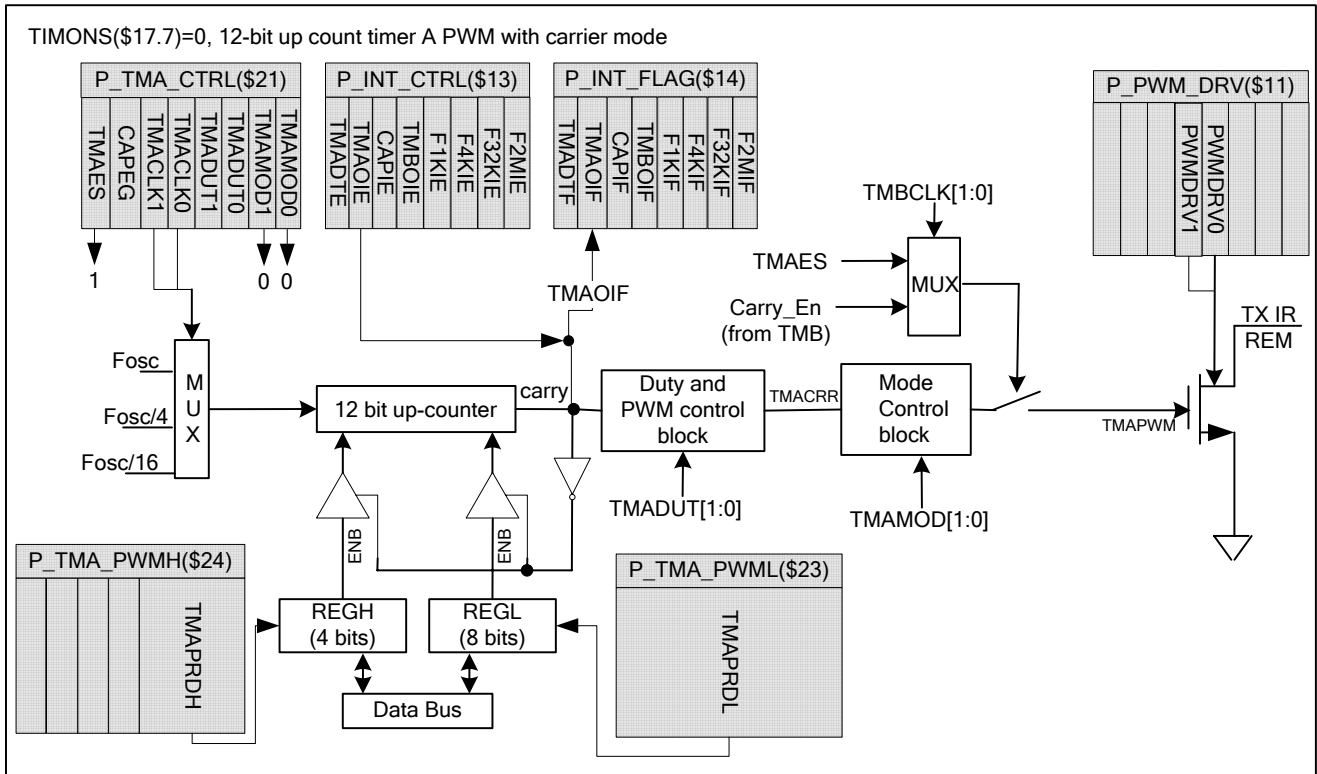 TIMONS($17.7)=0, 12-bit up count timer A PWM with carrier mode
P_TMA_CTRL($21)
TMAES
CAPEG
TMACLK1
TMACLK0
TMADUT1
TMADUT0
TMAMOD1
TMAMOD0
1
0
0
P_INT_CTRL($13)
TMADTE
TMAOIE
CAPIE
TMBOIE
F1KIE
F4KIE
F32KIE
F2MIE
P_INT_FLAG($14)
TMADTF
TMAOIF
CAPIF
TMBOIF
F1KIF
F4KIF
F32KIF
F2MIF
P_PWM_DRV($11)
PWMDRV1
PWMDRV0
TMBCLK[1:0]
TMAES
Carry_En
(from TMB)
MUX
TMAOIF
TX IR
REM
Fosc
Fosc/4
Fosc/16
MUX
12 bit up-counter
carry
Duty and
PWM control
block
TMACRR
Mode
Control
block
TMAPWM
TMADUT[1:0]
TMAMOD[1:0]
ENB
ENB
P_TMA_PWMH($24)
TMAPRDH
REGH
(4 bits)
REGL
(8 bits)
Data Bus
P_TMA_PWML($23)
TMAPRDL